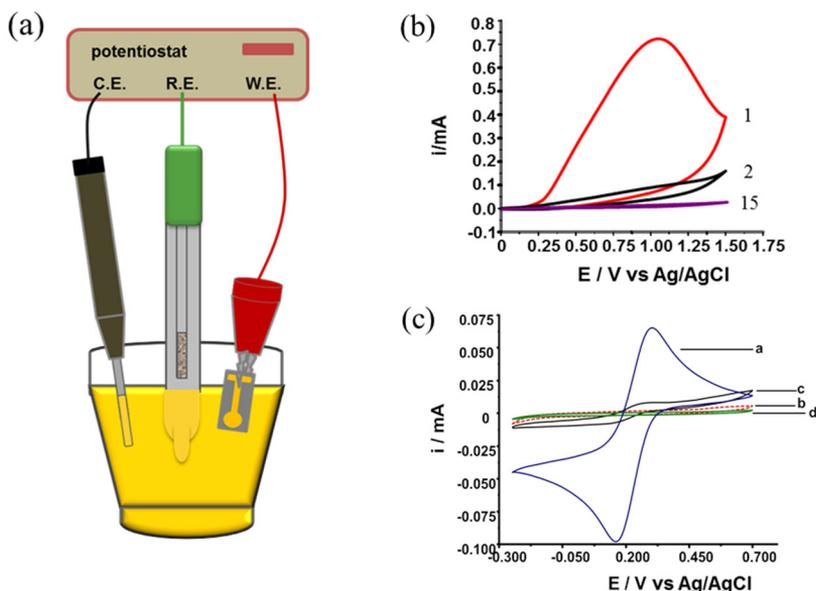 (a)
potentiostat
C.E. R.E. W.E.
(b)
0.8
0.7
0.6
0.5
0.4
0.3
0.2
0.1
0.0
-0.1
i/mA
1
2
15
0 0.25 0.50 0.75 1.00 1.25 1.50 1.75
E / V vs Ag/AgCl
(c)
0.075
0.050
0.025
0
-0.025
-0.050
-0.075
-0.100
i / mA
a
c
b
d
-0.300 -0.050 0.200 0.450 0.700
E / V vs Ag/AgCl